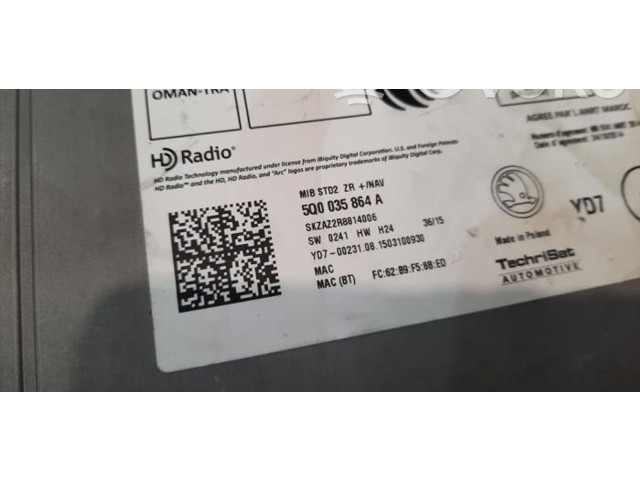 OMAN-TRA
AGREE PAR L'ANRT MAROC
HD Radio®
HD Radio Technology manufactured under license from iBiquity Digital Corporation. U.S. and Foreign Patents.
HD Radio™ and the HD, HD Radio, and "Arc" logos are proprietary trademarks of iBiquity Digital Corporation.
MIB STD2 ZR +/NAV
5Q0 035 864 A
SKZAZ2R8814006
SW 0241 HW H24 36/15
YD7-00231.08.1503100930
MAC
MAC (BT) FC:62:B9:F5:8B:ED
YD7
Made in Poland
TechniSat
AUTOMOTIVE